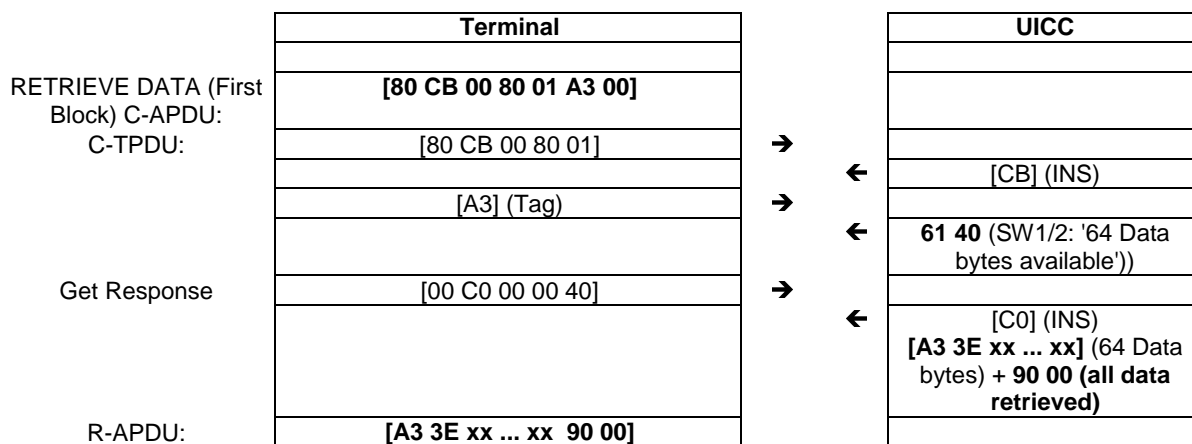 Terminal UICC
RETRIEVE DATA (First [80 CB 00 80 01 A3 00]
Block) C-APDU:
C-TPDU: [80 CB 00 80 01] ➔
← [CB] (INS)
[A3] (Tag) ➔
← 61 40 (SW1/2: '64 Data
bytes available'))
Get Response [00 C0 00 00 40] ➔
← [C0] (INS)
[A3 3E xx ... xx] (64 Data
bytes) + 90 00 (all data
retrieved)
R-APDU: [A3 3E xx ... xx 90 00]